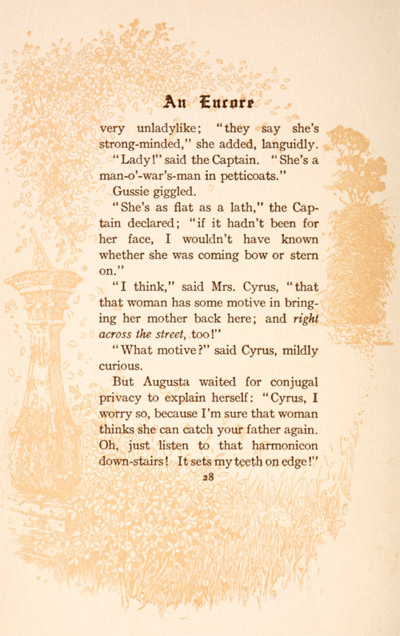 An Encore
very unladylike; "they say she's
strong-minded," she added, languidly.
"Lady!" said the Captain. "She's a
man-o'-war's-man in petticoats."
Gussie giggled.
"She's as flat as a lath," the Cap-
tain declared; "if it hadn't been for
her face, I wouldn't have known
whether she was coming bow or stern
on."
"I think," said Mrs. Cyrus, "that
that woman has some motive in bring-
ing her mother back here; and right
across the street, too!"
"What motive?" said Cyrus, mildly
curious.
But Augusta waited for conjugal
privacy to explain herself: "Cyrus, I
worry so, because I'm sure that woman
thinks she can catch your father again.
Oh, just listen to that harmonicon
down-stairs! It sets my teeth on edge!"
28